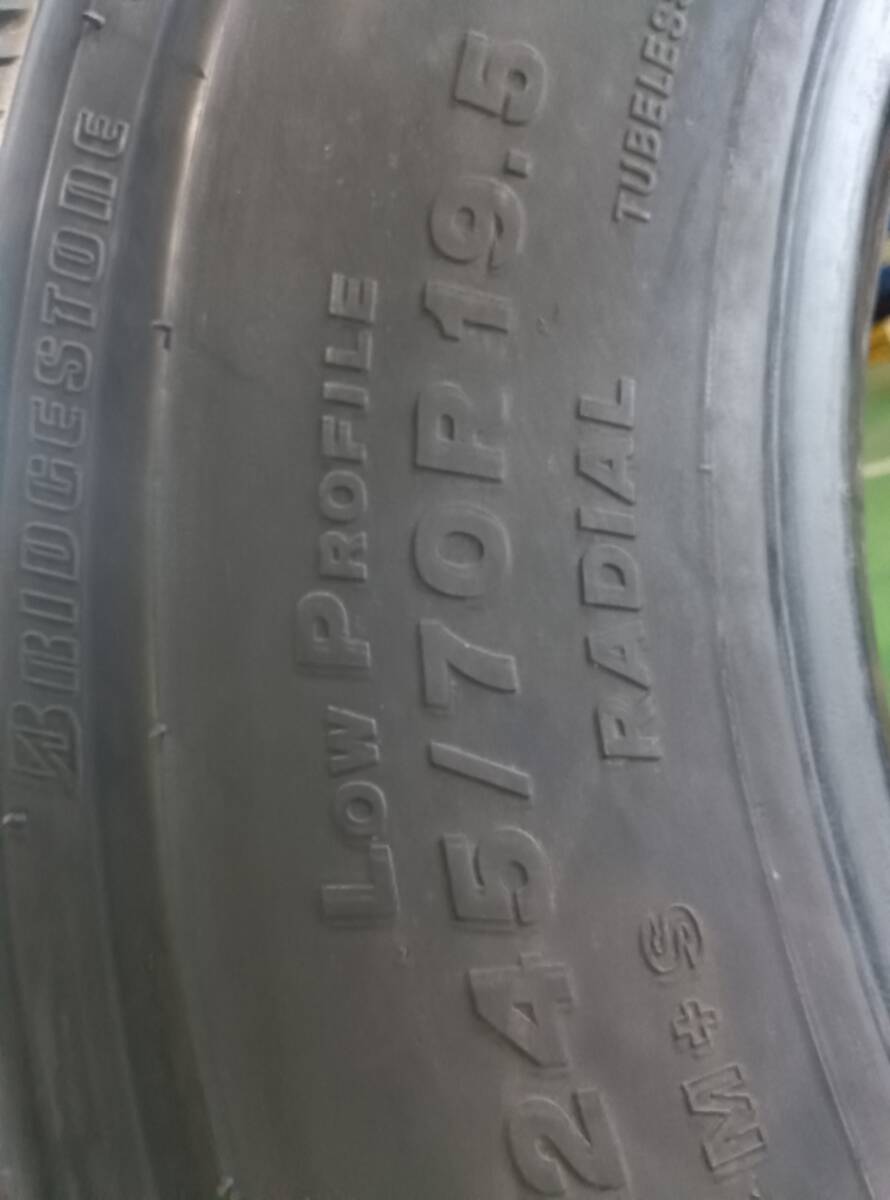 BRIDGESTONE
LOW PROFILE
245/70R19.5
RADIAL
TUBELESS
M+S